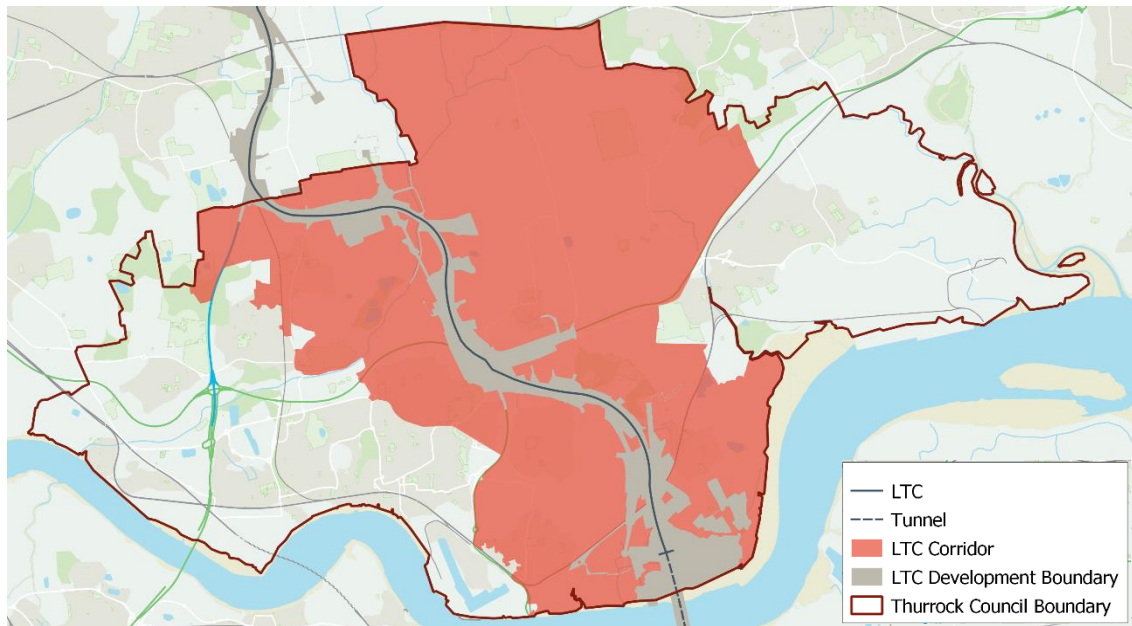 LTC
Tunnel
LTC Corridor
LTC Development Boundary
Thurrock Council Boundary